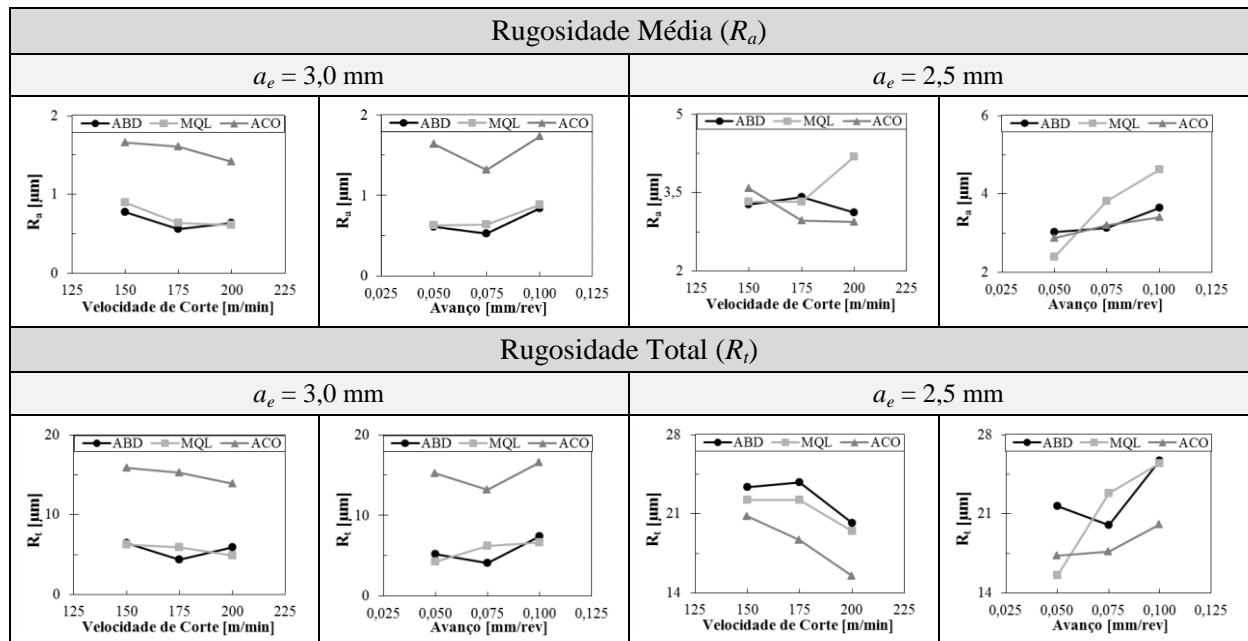 Rugosidade Média (Ra)
ae = 3,0 mm
ae = 2,5 mm
ABD MQL ACO
2
1
0
Ra [µm]
125 150 175 200 225
Velocidade de Corte [m/min]
ABD MQL ACO
2
1
0
Ra [µm]
0,025 0,050 0,075 0,100 0,125
Avanço [mm/rev]
ABD MQL ACO
5
3,5
2
Ra [µm]
125 150 175 200 225
Velocidade de Corte [m/min]
ABD MQL ACO
6
4
2
Ra [µm]
0,025 0,050 0,075 0,100 0,125
Avanço [mm/rev]
Rugosidade Total (Rt)
ae = 3,0 mm
ae = 2,5 mm
ABD MQL ACO
20
10
0
Rt [µm]
125 150 175 200 225
Velocidade de Corte [m/min]
ABD MQL ACO
20
10
0
Rt [µm]
0,025 0,050 0,075 0,100 0,125
Avanço [mm/rev]
ABD MQL ACO
28
21
14
Rt [µm]
125 150 175 200 225
Velocidade de Corte [m/min]
ABD MQL ACO
28
21
14
Rt [µm]
0,025 0,050 0,075 0,100 0,125
Avanço [mm/rev]